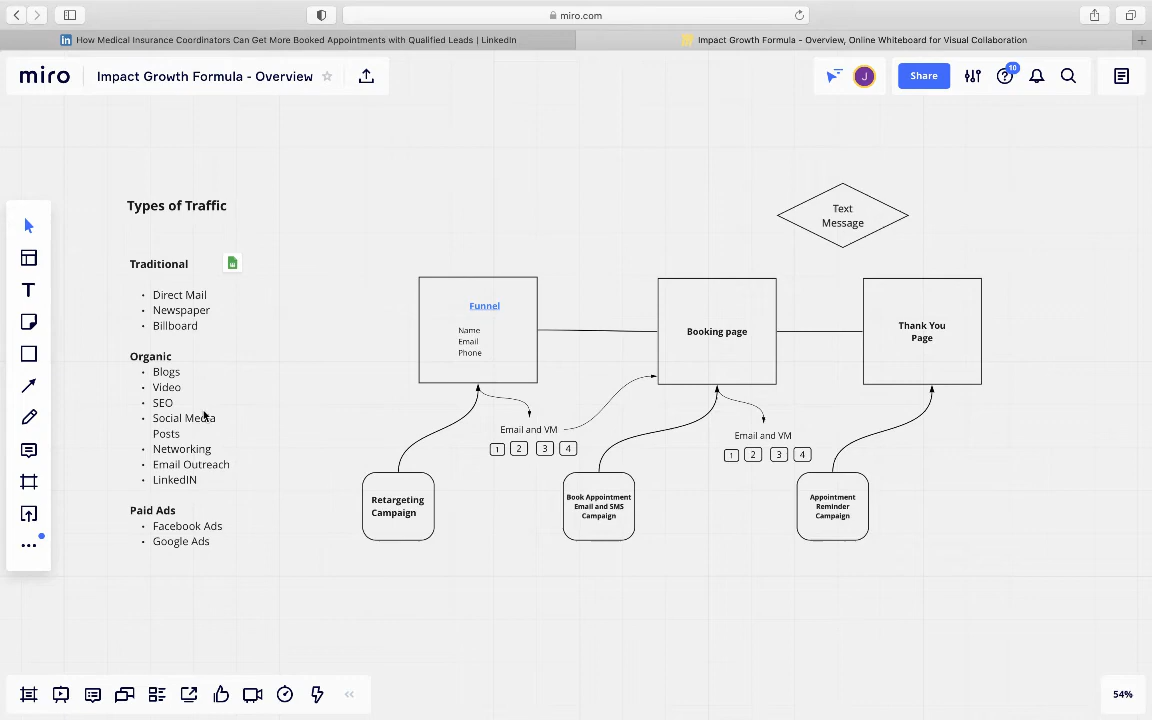 miro.com
How Medical Insurance Coordinators Can Get More Booked Appointments with Qualified Leads | LinkedIn
Impact Growth Formula - Overview, Online Whiteboard for Visual Collaboration
miro
Impact Growth Formula - Overview
J
Share
10
Types of Traffic
Traditional
• Direct Mail
• Newspaper
• Billboard
Organic
• Blogs
• Video
• SEO
• Social Media
Posts
• Networking
• Email Outreach
• LinkedIN
Paid Ads
• Facebook Ads
• Google Ads
Text
Message
Funnel
Name
Email
Phone
Booking page
Thank You
Page
Email and VM
1 2 3 4
Email and VM
1 2 3 4
Retargeting
Campaign
Book Appointment
Email and SMS
Campaign
Appointment
Reminder
Campaign
54%